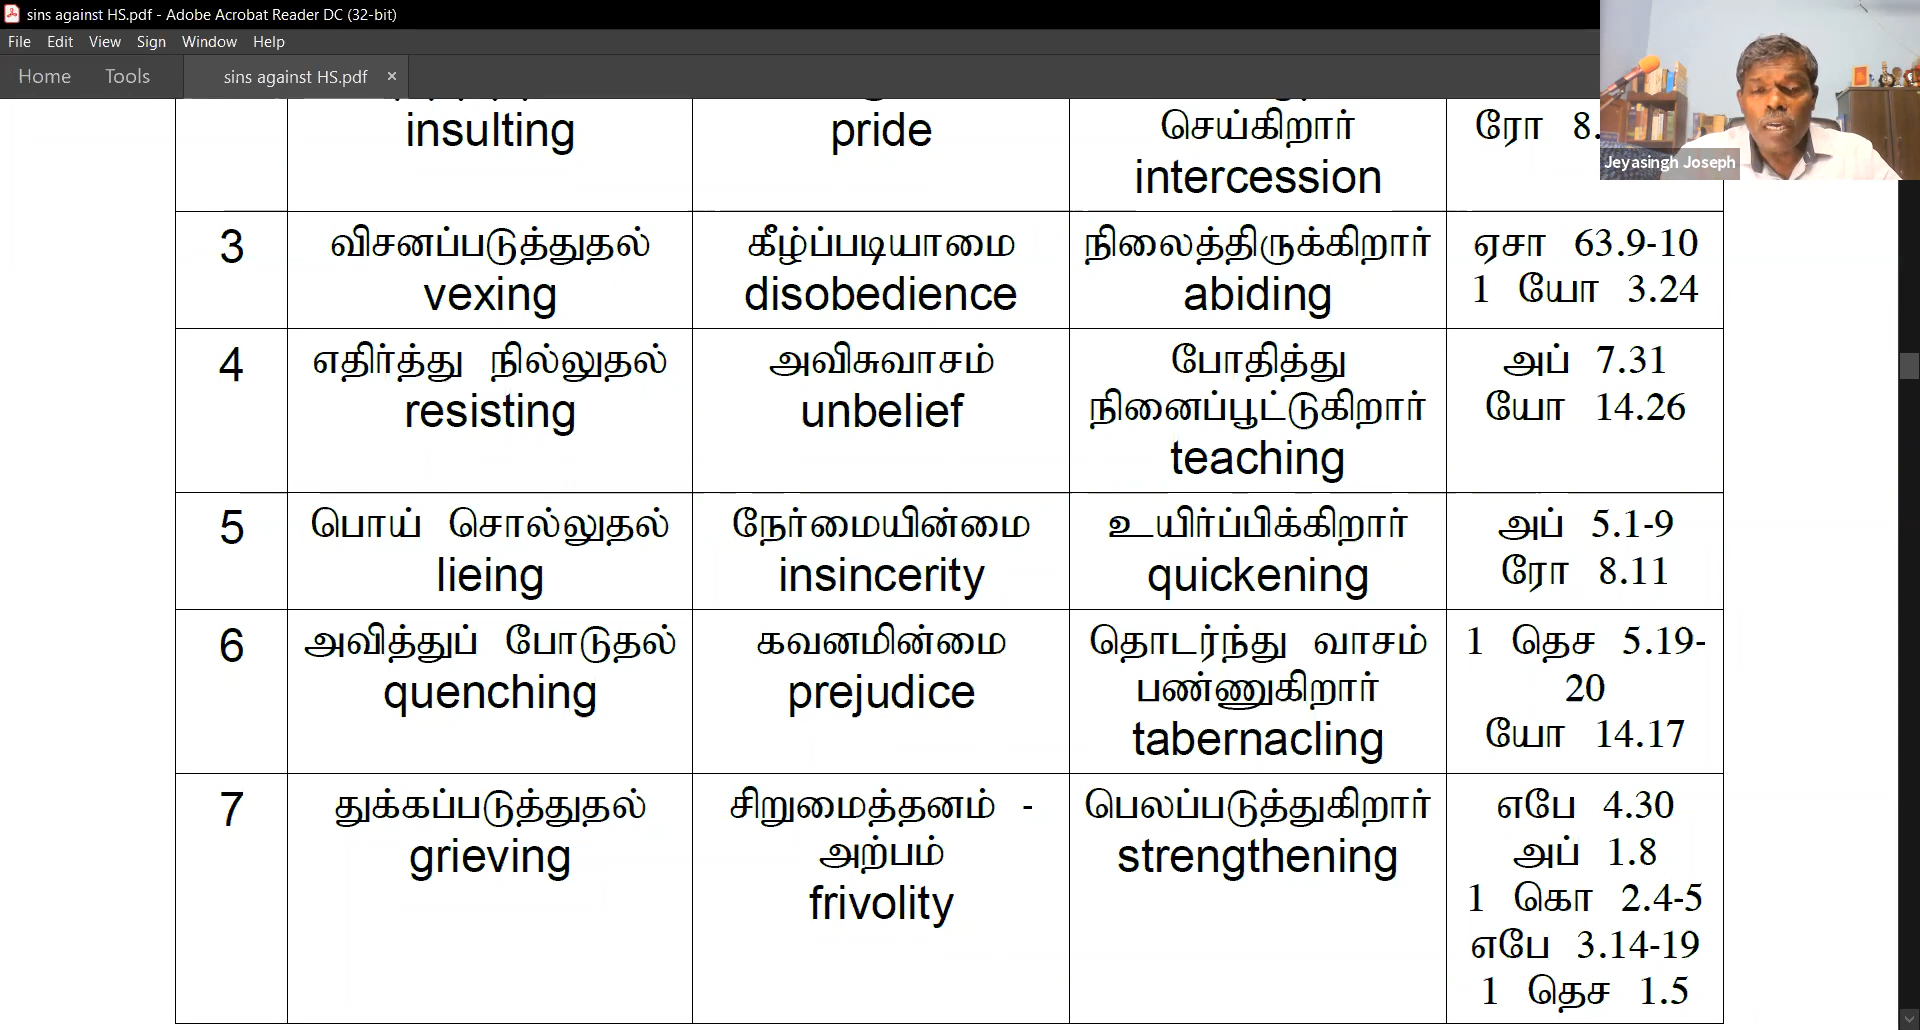 sins against HS.pdf - Adobe Acrobat Reader DC (32-bit)
File Edit View Sign Window Help
Home Tools sins against HS.pdf ×
insulting
pride
செய்கிறார்
intercession
ரோ 8.
Jeyasingh Joseph
3
விசனப்படுத்துதல்
vexing
கீழ்ப்படியாமை
disobedience
நிலைத்திருக்கிறார்
abiding
ஏசா 63.9-10
1 யோ 3.24
4
எதிர்த்து நில்லுதல்
resisting
அவிசுவாசம்
unbelief
போதித்து
நினைப்பூட்டுகிறார்
teaching
அப் 7.31
யோ 14.26
5
பொய் சொல்லுதல்
lieing
நேர்மையின்மை
insincerity
உயிர்ப்பிக்கிறார்
quickening
அப் 5.1-9
ரோ 8.11
6
அவித்துப் போடுதல்
quenching
கவனமின்மை
prejudice
தொடர்ந்து வாசம்
பண்ணுகிறார்
tabernacling
1 தெச 5.19-
20
யோ 14.17
7
துக்கப்படுத்துதல்
grieving
சிறுமைத்தனம் -
அற்பம்
frivolity
பெலப்படுத்துகிறார்
strengthening
எபே 4.30
அப் 1.8
1 கொ 2.4-5
எபே 3.14-19
1 தெச 1.5